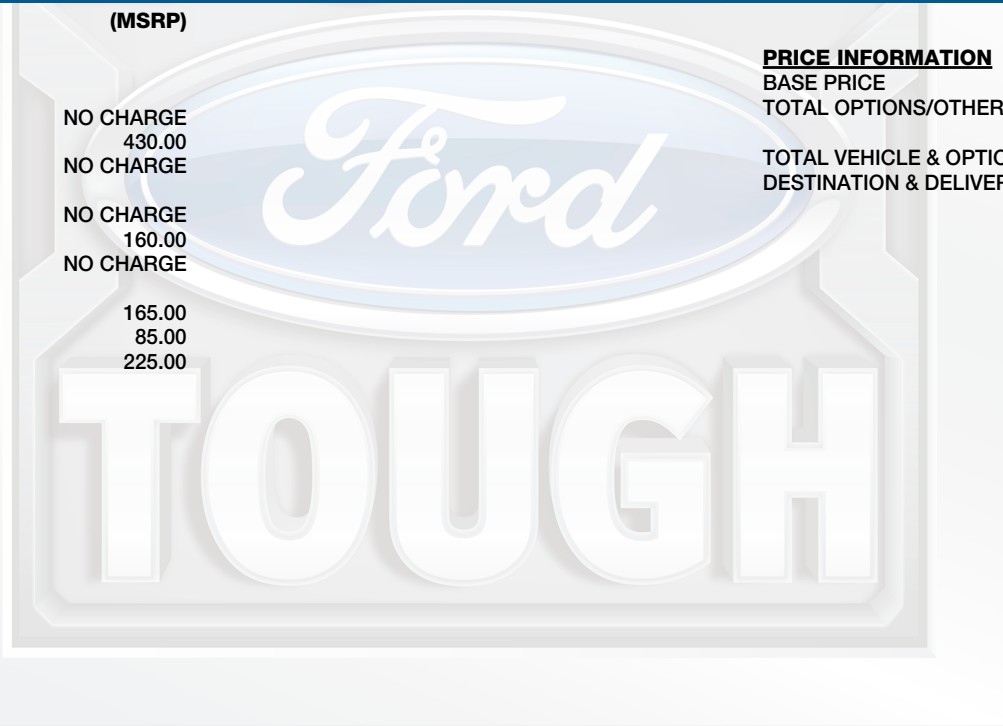 (MSRP)
NO CHARGE
430.00
NO CHARGE
NO CHARGE
160.00
NO CHARGE
165.00
85.00
225.00
PRICE INFORMATION
BASE PRICE
TOTAL OPTIONS/OTHER
TOTAL VEHICLE & OPTIO
DESTINATION & DELIVER
Ford
TOUGH